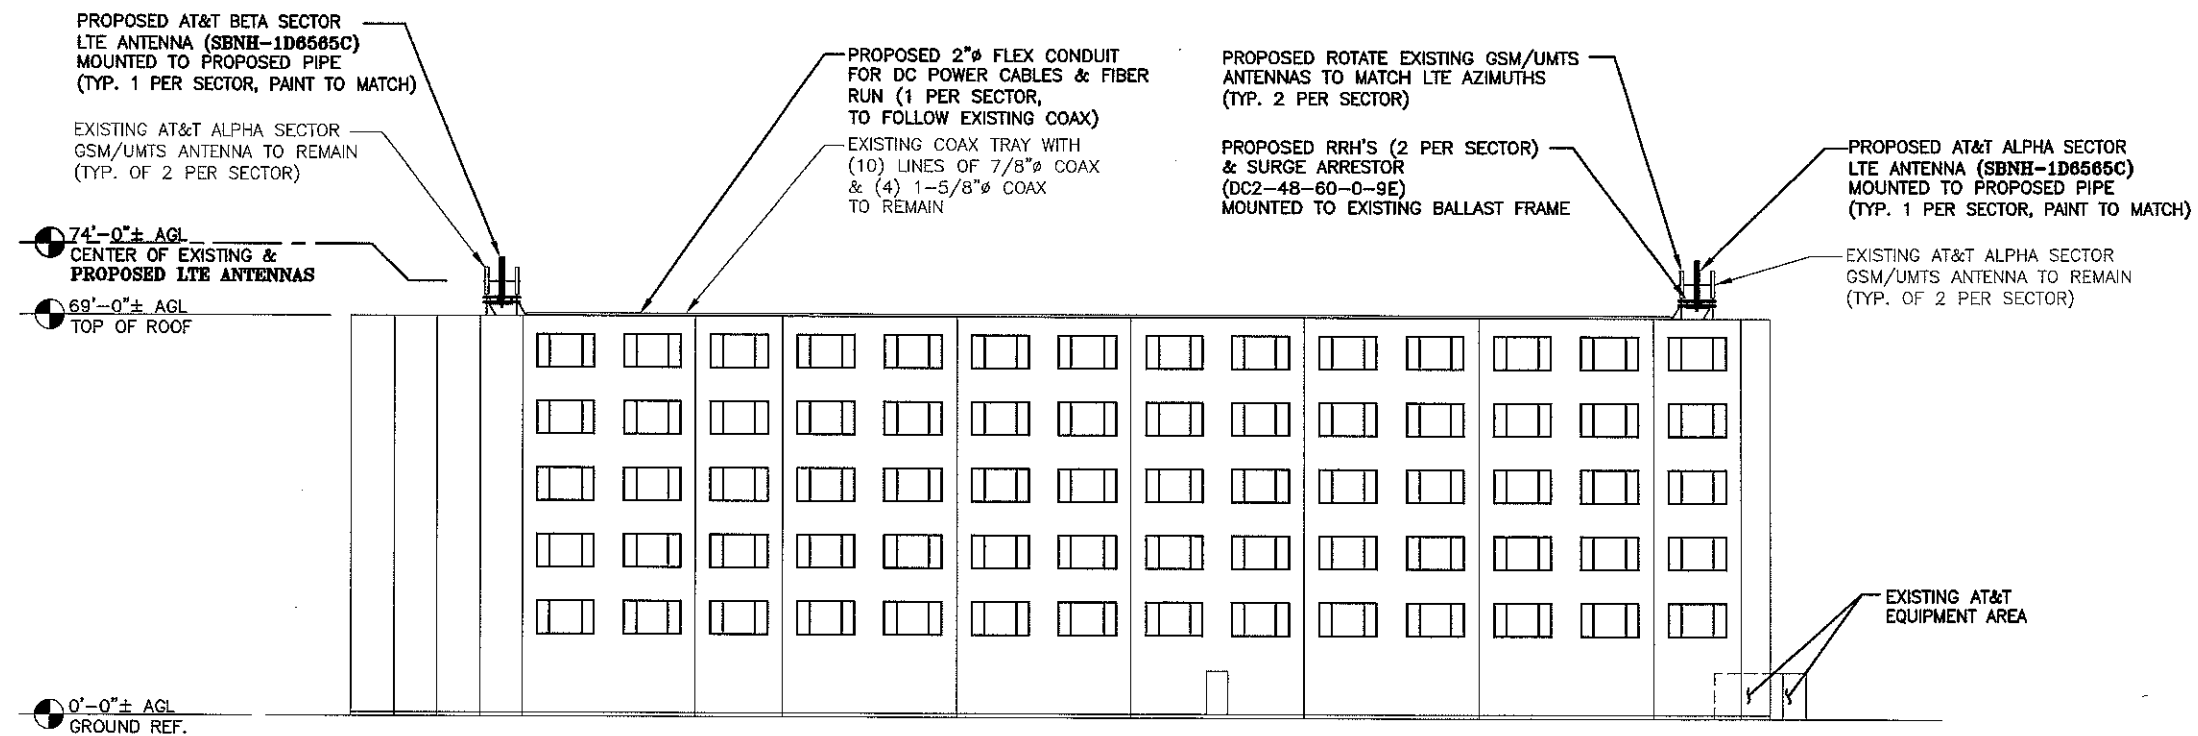 PROPOSED AT&T BETA SECTOR
LTE ANTENNA (SBNH-1D6565C)
MOUNTED TO PROPOSED PIPE
(TYP. 1 PER SECTOR, PAINT TO MATCH)
EXISTING AT&T ALPHA SECTOR
GSM/UMTS ANTENNA TO REMAIN
(TYP. OF 2 PER SECTOR)
74'-0"± AGL
CENTER OF EXISTING &
PROPOSED LTE ANTENNAS
69'-0"± AGL
TOP OF ROOF
PROPOSED 2"ø FLEX CONDUIT
FOR DC POWER CABLES & FIBER
RUN (1 PER SECTOR,
TO FOLLOW EXISTING COAX)
EXISTING COAX TRAY WITH
(10) LINES OF 7/8"ø COAX
& (4) 1-5/8"ø COAX
TO REMAIN
PROPOSED ROTATE EXISTING GSM/UMTS
ANTENNAS TO MATCH LTE AZIMUTHS
(TYP. 2 PER SECTOR)
PROPOSED RRH'S (2 PER SECTOR)
& SURGE ARRESTOR
(DC2-48-60-0-9E)
MOUNTED TO EXISTING BALLAST FRAME
PROPOSED AT&T ALPHA SECTOR
LTE ANTENNA (SBNH-1D6565C)
MOUNTED TO PROPOSED PIPE
(TYP. 1 PER SECTOR, PAINT TO MATCH)
EXISTING AT&T ALPHA SECTOR
GSM/UMTS ANTENNA TO REMAIN
(TYP. OF 2 PER SECTOR)
EXISTING AT&T
EQUIPMENT AREA
0'-0"± AGL
GROUND REF.